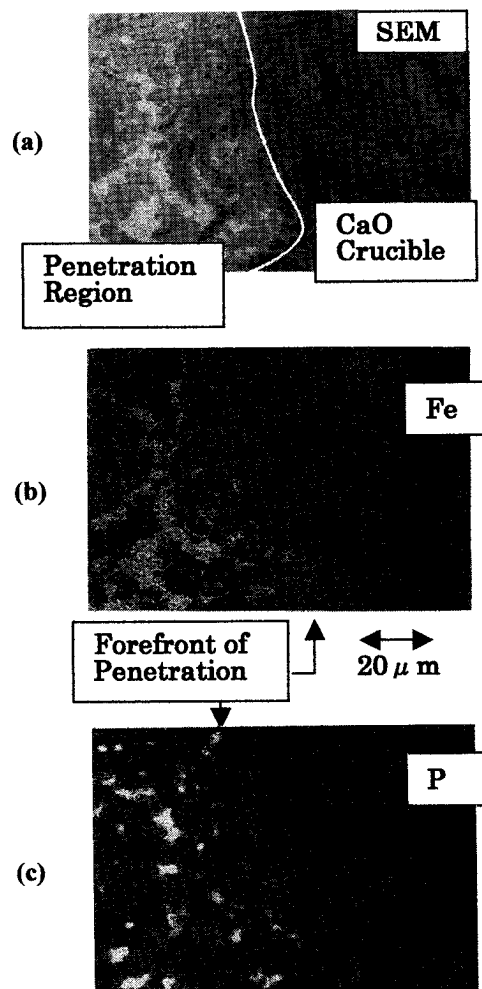 SEM
(a)
CaO
Crucible
Penetration
Region
Fe
(b)
Forefront of
Penetration
20 μ m
P
(c)